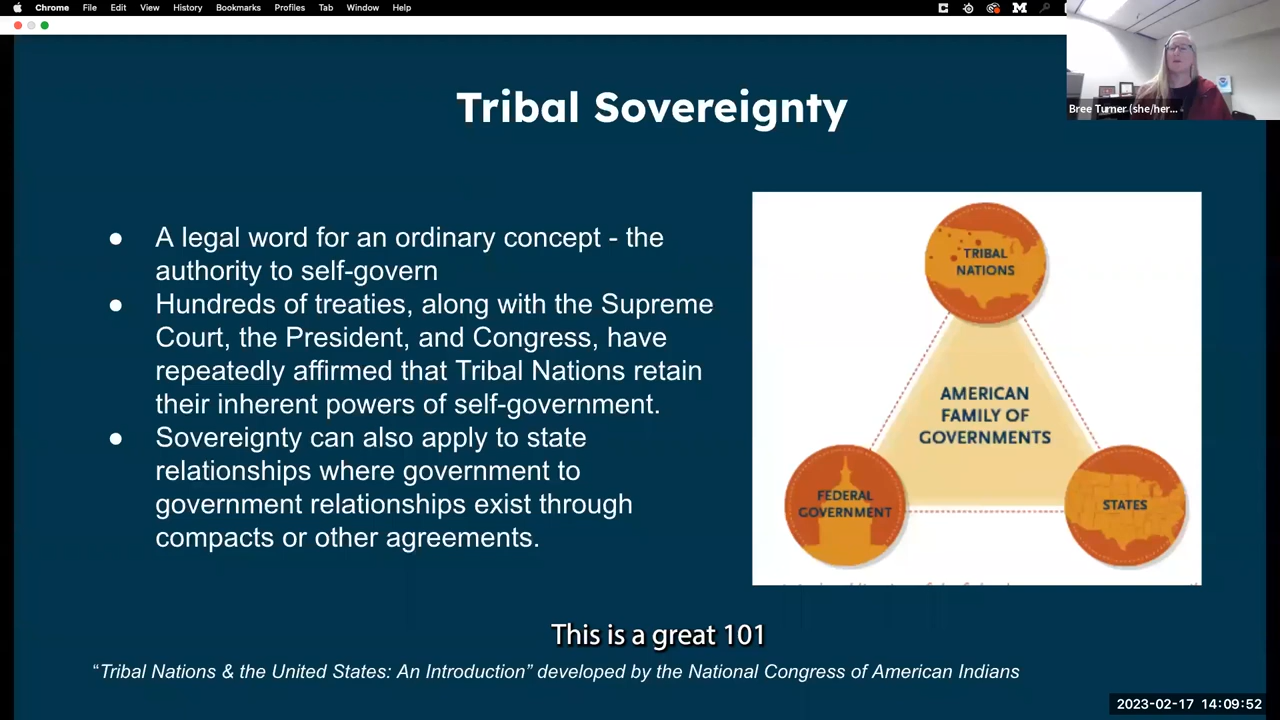 Chrome File Edit View History Bookmarks Profiles Tab Window Help
Bree Turner (she/her...
Tribal Sovereignty
● A legal word for an ordinary concept - the
authority to self-govern
● Hundreds of treaties, along with the Supreme
Court, the President, and Congress, have
repeatedly affirmed that Tribal Nations retain
their inherent powers of self-government.
● Sovereignty can also apply to state
relationships where government to
government relationships exist through
compacts or other agreements.
TRIBAL
NATIONS
AMERICAN
FAMILY OF
GOVERNMENTS
FEDERAL
GOVERNMENT
STATES
This is a great 101
“Tribal Nations & the United States: An Introduction” developed by the National Congress of American Indians
2023-02-17 14:09:52